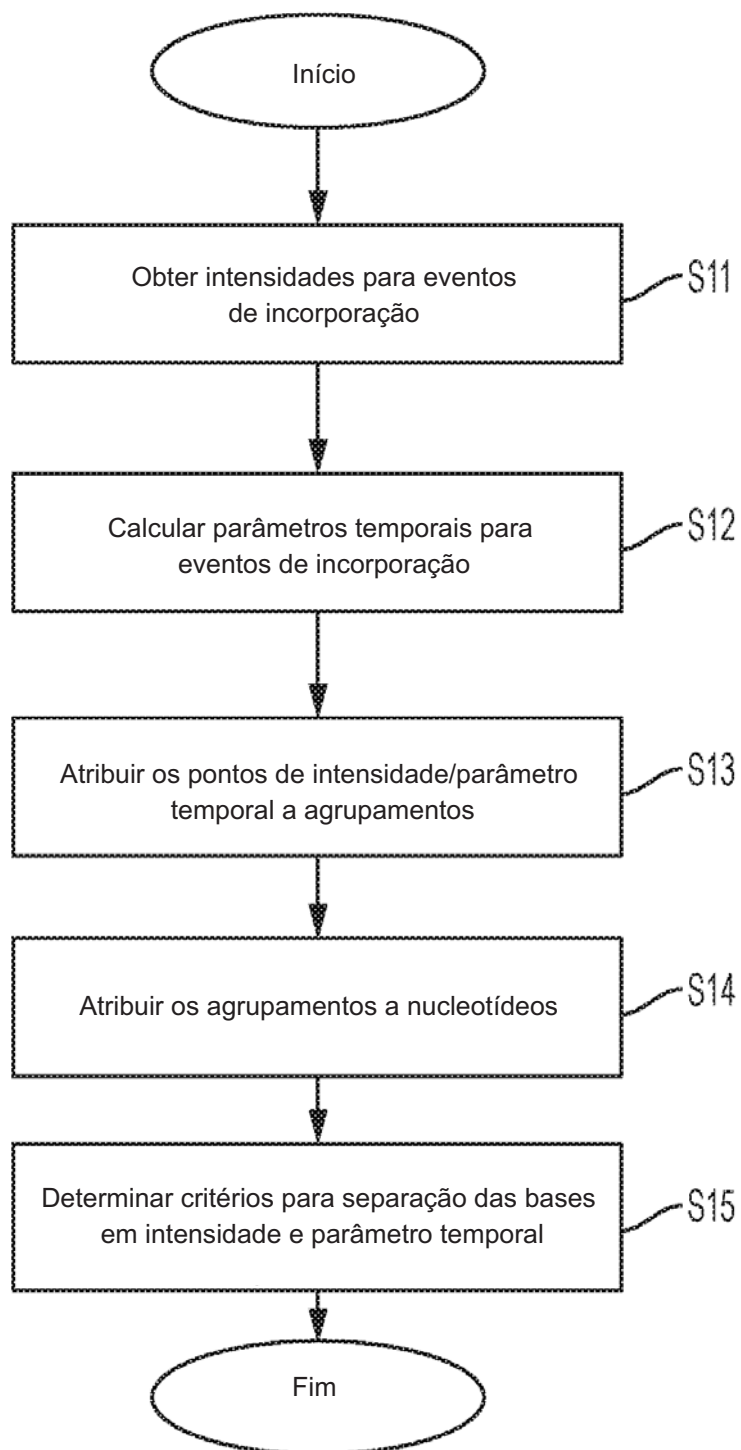 Início
Obter intensidades para eventos
de incorporação
S11
Calcular parâmetros temporais para
eventos de incorporação
S12
Atribuir os pontos de intensidade/parâmetro
temporal a agrupamentos
S13
Atribuir os agrupamentos a nucleotídeos
S14
Determinar critérios para separação das bases
em intensidade e parâmetro temporal
S15
Fim